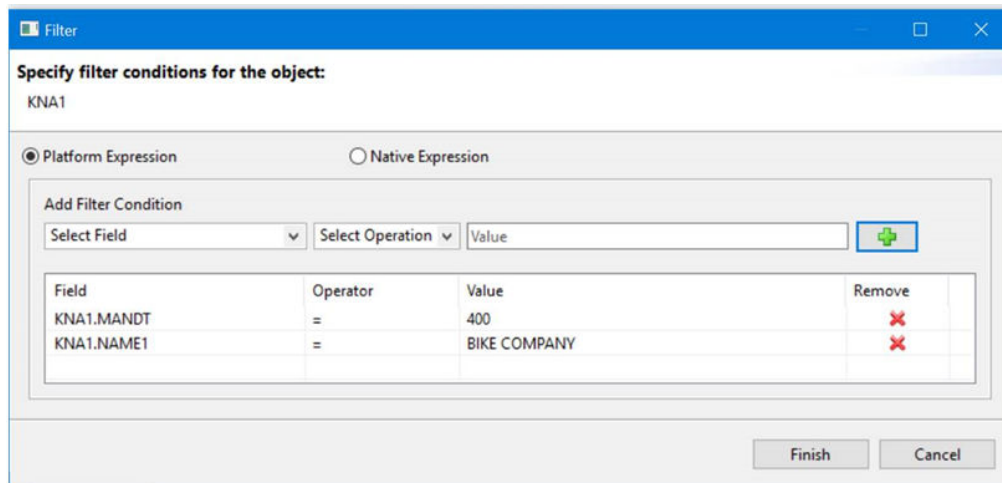 Filter
Specify filter conditions for the object:
KNA1
Platform Expression Native Expression
Add Filter Condition
Select Field Select Operation Value
Field Operator Value Remove
KNA1.MANDT = 400
KNA1.NAME1 = BIKE COMPANY
Finish Cancel